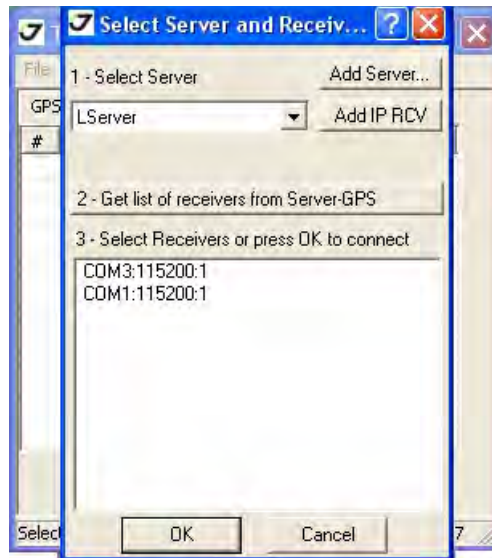 Select Server and Receiv...
File
1 - Select Server
Add Server...
GPS
LServer
Add IP RCV
#
2 - Get list of receivers from Server-GPS
3 - Select Receivers or press OK to connect
COM3:115200:1
COM1:115200:1
Selec
OK
Cancel
7